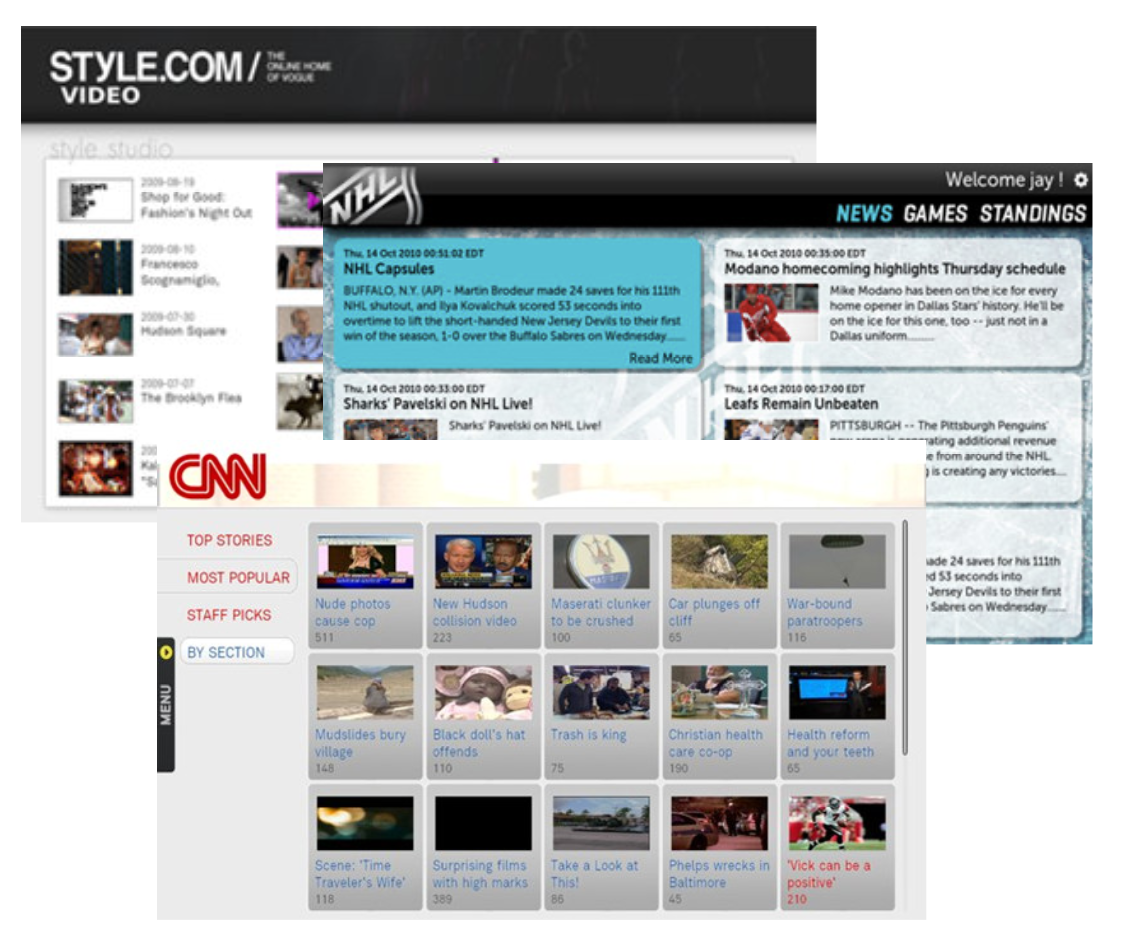 STYLE.COM/ THE
ONLINE HOME
OF VOGUE
VIDEO
style studio
2009-08-19
Shop for Good:
Fashion's Night Out
2009-08-10
Francesco
Scognamiglio,
2009-07-30
Hudson Square
2009-07-07
The Brooklyn Flea
NHL
Welcome jay !
NEWS GAMES STANDINGS
Thu, 14 Oct 2010 00:51:02 EDT
NHL Capsules
BUFFALO, N.Y. (AP) - Martin Brodeur made 24 saves for his 111th
NHL shutout, and Ilya Kovalchuk scored 53 seconds into
overtime to lift the short-handed New Jersey Devils to their first
win of the season, 1-0 over the Buffalo Sabres on Wednesday......
Read More
Thu, 14 Oct 2010 00:35:00 EDT
Modano homecoming highlights Thursday schedule
Mike Modano has been on the ice for every
home opener in Dallas Stars' history. He'll be
on the ice for this one, too -- just not in a
Dallas uniform.........
Thu, 14 Oct 2010 00:33:00 EDT
Sharks' Pavelski on NHL Live!
Sharks' Pavelski on NHL Live!
Thu, 14 Oct 2010 00:17:00 EDT
Leafs Remain Unbeaten
PITTSBURGH -- The Pittsburgh Penguins'
new arena is generating additional revenue
from around the NHL.
is creating any victories....
made 24 saves for his 111th
53 seconds into
Jersey Devils to their first
Sabres on Wednesday......
CNN
TOP STORIES
MOST POPULAR
STAFF PICKS
BY SECTION
MENU
Nude photos
cause cop
511
New Hudson
collision video
223
Maserati clunker
to be crushed
100
Car plunges off
cliff
65
War-bound
paratroopers
116
Mudslides bury
village
148
Black doll's hat
offends
110
Trash is king
75
Christian health
care co-op
190
Health reform
and your teeth
65
Scene: 'Time
Traveler's Wife'
118
Surprising films
with high marks
389
Take a Look at
This!
86
Phelps wrecks in
Baltimore
45
'Vick can be a
positive'
210